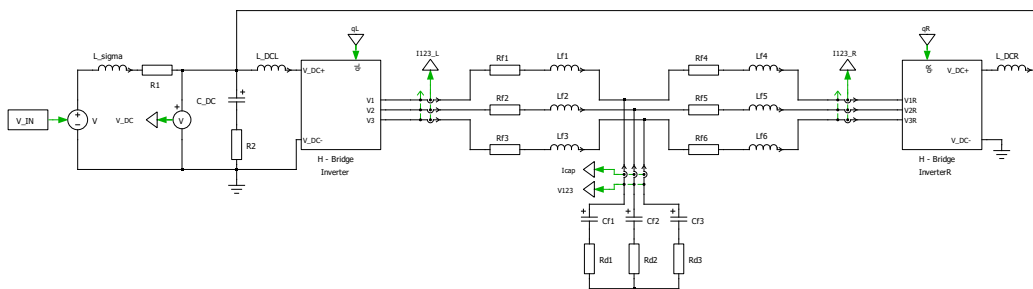 qL
qR
L_sigma
R1
L_DCL
V_DC+
qL
I123_L
Rf1
Lf1
Rf4
Lf4
I123_R
qR
V_DC+
L_DCR
V_IN
V
V_DC
V
C_DC
R2
V1
V2
V3
V_DC-
Rf2
Lf2
Rf5
Lf5
Rf3
Lf3
Rf6
Lf6
V1R
V2R
V3R
V_DC-
H - Bridge
Inverter
H - Bridge
InverterR
Icap
V123
Cf1
Cf2
Cf3
Rd1
Rd2
Rd3